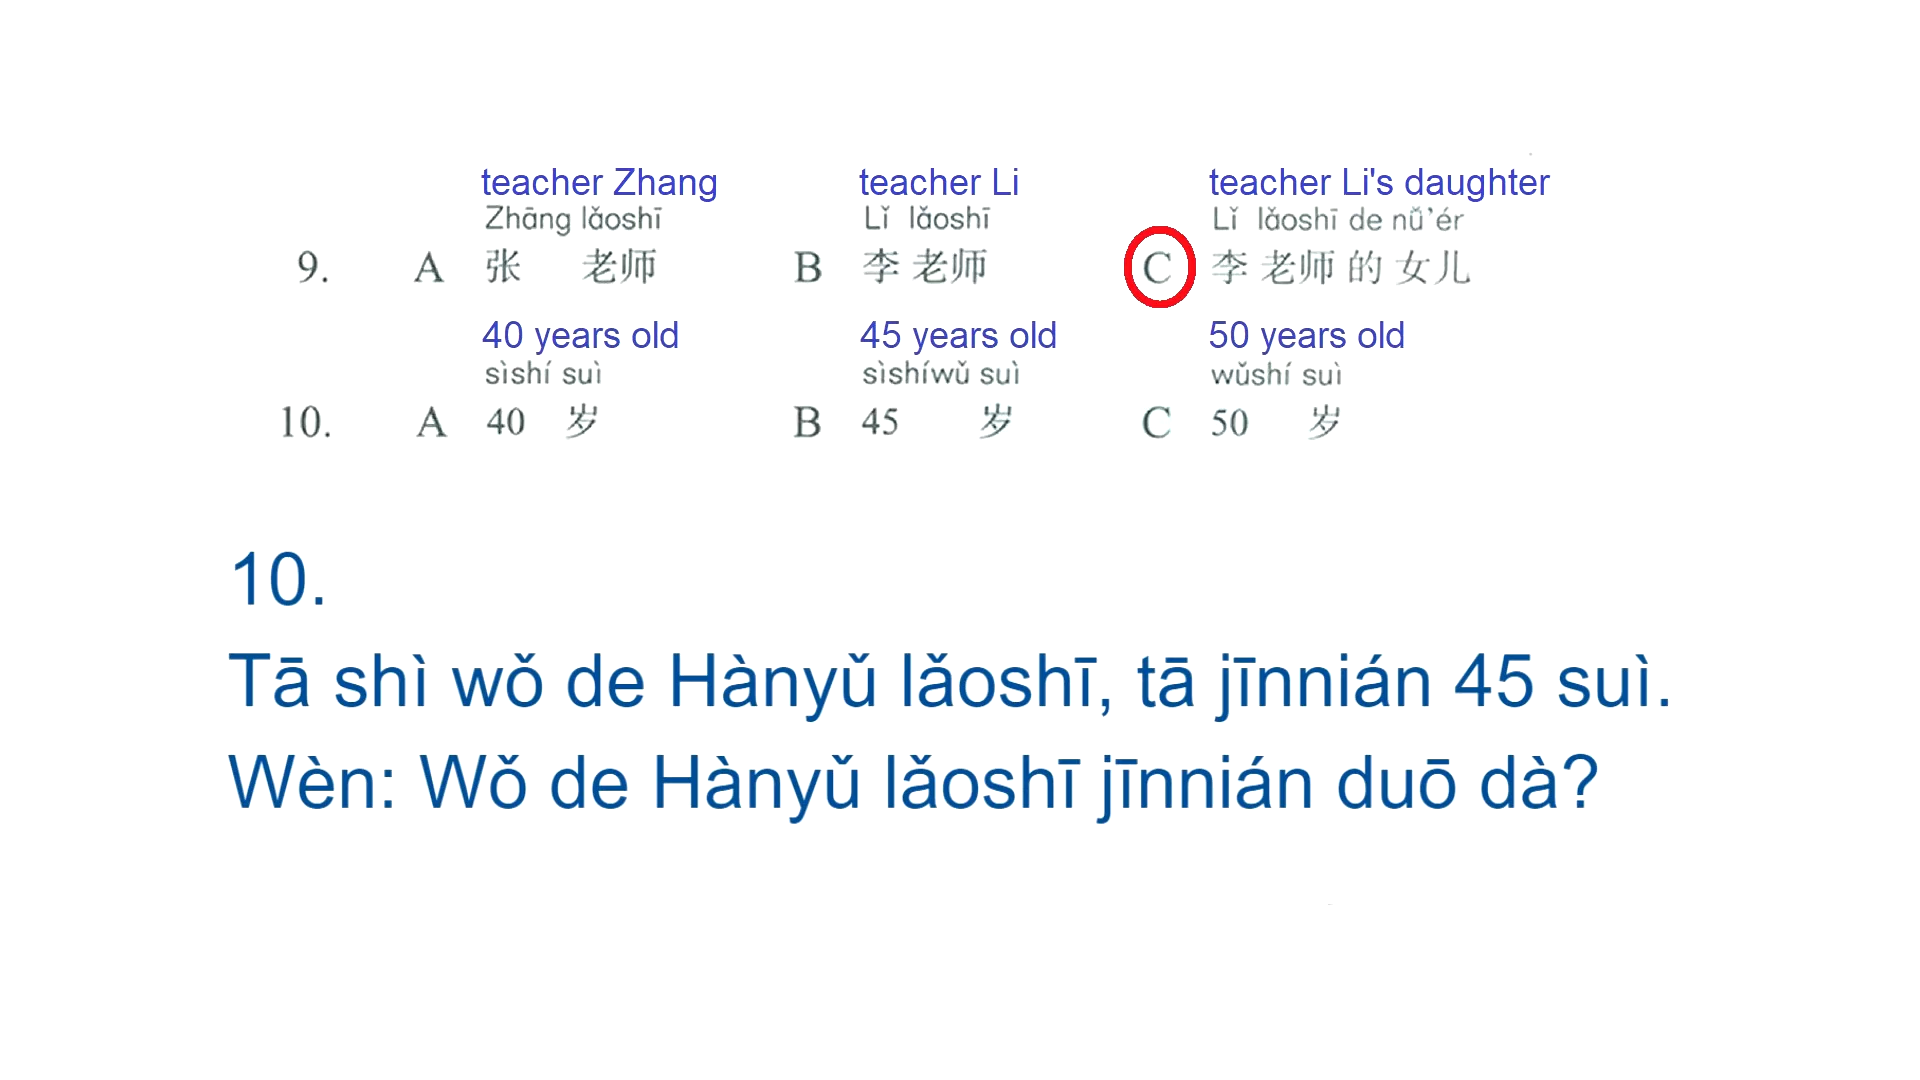 teacher Zhang teacher Li teacher Li's daughter
Zhāng lǎoshī Lǐ lǎoshī Lǐ lǎoshī de nǚ'ér
9. A 张 老师 B 李 老师 C 李 老师 的 女儿
40 years old 45 years old 50 years old
sìshí suì sìshíwǔ suì wǔshí suì
10. A 40 岁 B 45 岁 C 50 岁
10.
Tā shì wǒ de Hànyǔ lǎoshī, tā jīnnián 45 suì.
Wèn: Wǒ de Hànyǔ lǎoshī jīnnián duō dà?